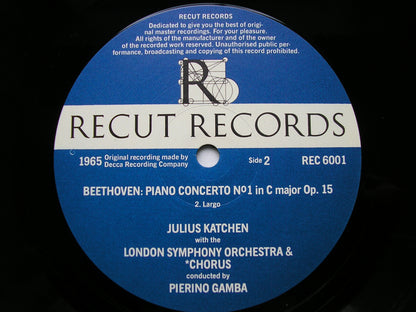 RECUT RECORDS
Dedicated to give you the best of origi-
nal master recordings. For your pleasure.
All rights of the manufacturer and of the owner
of the recorded work reserved. Unauthorised public per-
formance, broadcasting and copying of this record prohibited.
R
RECUT RECORDS
1965 Original recording made by
Decca Recording Company
Side 2
REC 6001
BEETHOVEN: PIANO CONCERTO Nº1 in C major Op. 15
2. Largo
JULIUS KATCHEN
with the
LONDON SYMPHONY ORCHESTRA &
*CHORUS
conducted by
PIERINO GAMBA